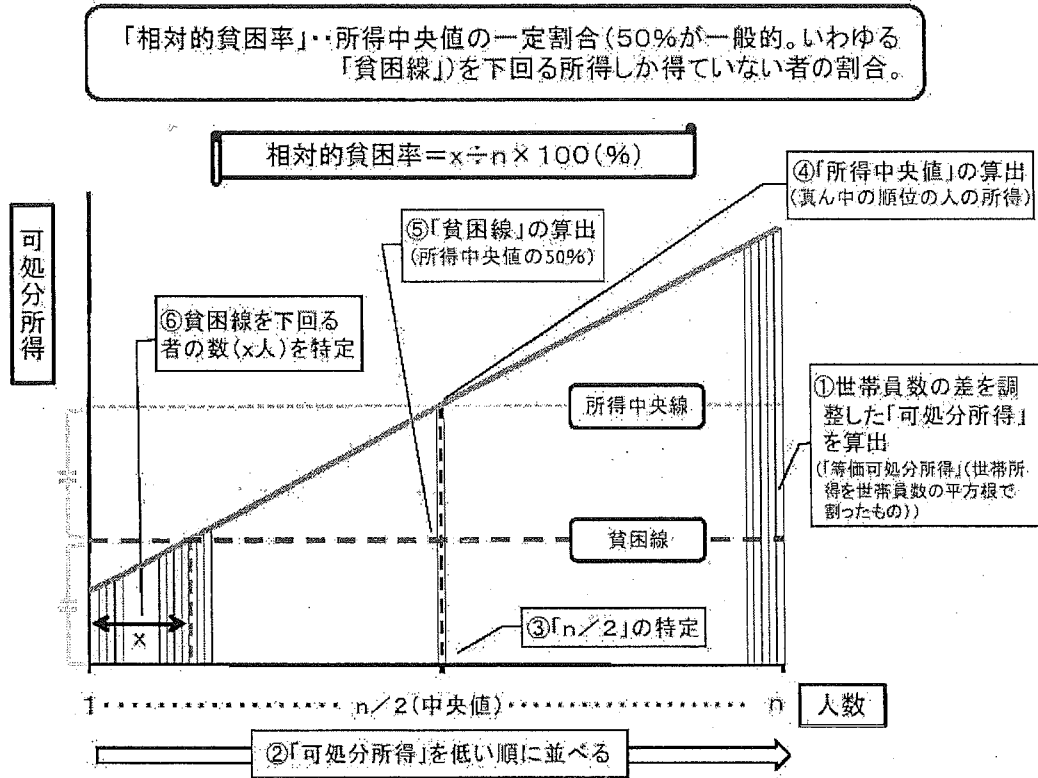 「相対的貧困率」‥所得中央値の一定割合(50%が一般的。いわゆる
「貧困線」)を下回る所得しか得ていない者の割合。
相対的貧困率=x÷n×100(%)
④「所得中央値」の算出
(真ん中の順位の人の所得)
⑤「貧困線」の算出
(所得中央値の50%)
可処分所得
⑥貧困線を下回る
者の数(x人)を特定
①世帯員数の差を調
整した「可処分所得」
を算出
(「等価可処分所得」(世帯所
得を世帯員数の平方根で
割ったもの))
所得中央線
貧困線
x
③「n/2」の特定
1
n/2(中央値)
n
人数
②「可処分所得」を低い順に並べる